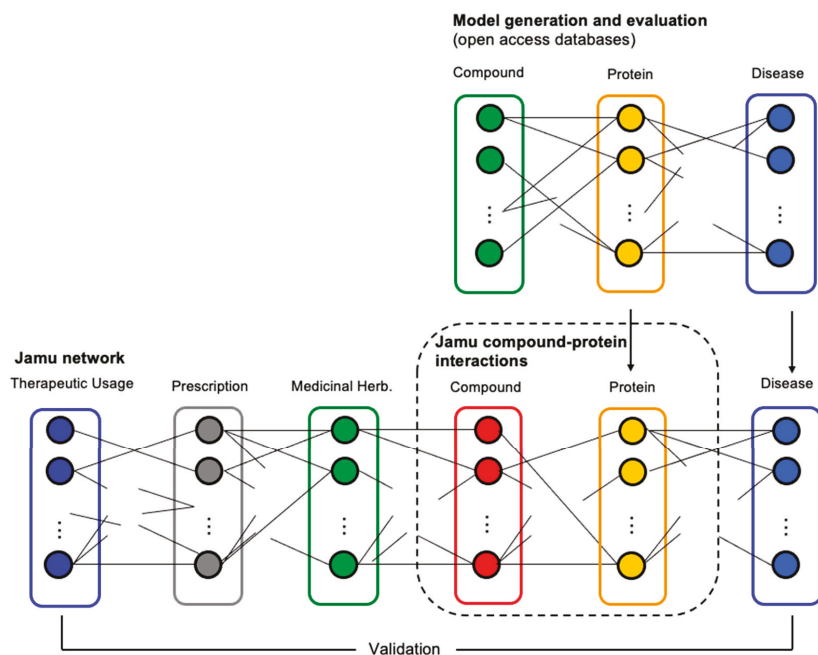 Model generation and evaluation
(open access databases)
Compound
Protein
Disease
...
...
...
Jamu network
Jamu compound-protein
interactions
Therapeutic Usage
Prescription
Medicinal Herb.
Compound
Protein
Disease
...
...
...
...
...
...
Validation